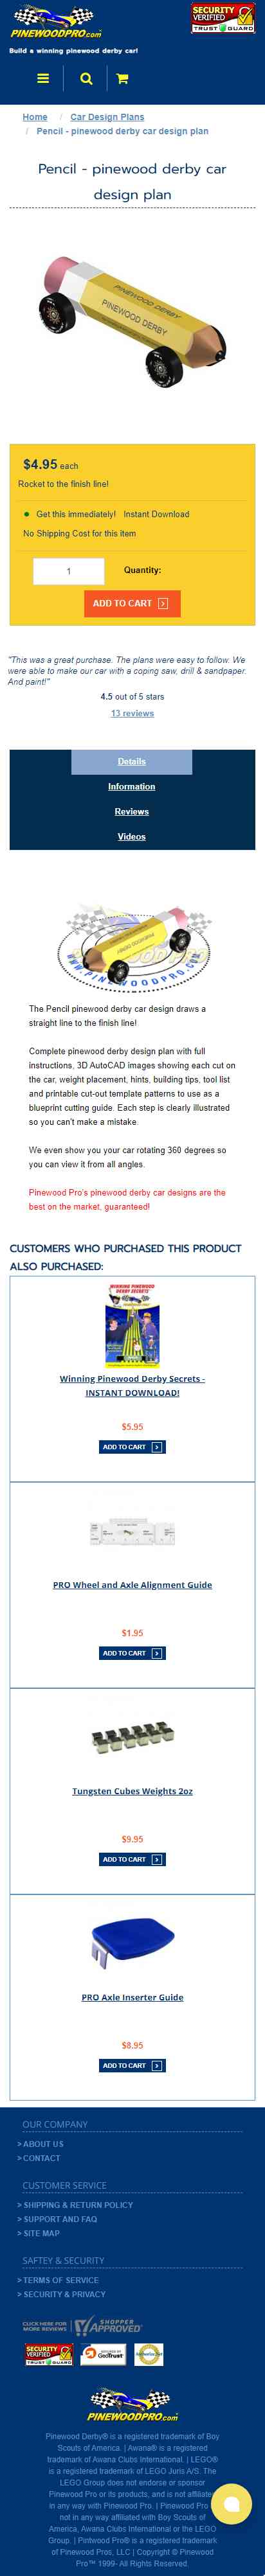 PINEWOODPRO.COM
Build a winning pinewood derby car!
SECURITY
VERIFIED
TRUST GUARD
Home / Car Design Plans
/ Pencil - pinewood derby car design plan
Pencil - pinewood derby car
design plan
PINEWOOD DERBY
PINEWOOD DERBY
$4.95 each
Rocket to the finish line!
Get this immediately! Instant Download
No Shipping Cost for this item
1 Quantity:
ADD TO CART
"This was a great purchase. The plans were easy to follow. We
were able to make our car with a coping saw, drill & sandpaper.
And paint!"
4.5 out of 5 stars
13 reviews
Details
Information
Reviews
Videos
WWW.PINEWOODPRO.COM
The Pencil pinewood derby car design draws a
straight line to the finish line!
Complete pinewood derby design plan with full
instructions, 3D AutoCAD images showing each cut on
the car, weight placement, hints, building tips, tool list
and printable cut-out template patterns to use as a
blueprint cutting guide. Each step is clearly illustrated
so you can't make a mistake.
We even show you your car rotating 360 degrees so
you can view it from all angles.
Pinewood Pro's pinewood derby car designs are the
best on the market, guaranteed!
CUSTOMERS WHO PURCHASED THIS PRODUCT
ALSO PURCHASED:
WINNING PINEWOOD
DERBY SECRETS
Winning Pinewood Derby Secrets -
INSTANT DOWNLOAD!
$5.95
ADD TO CART
PRO Wheel and Axle Alignment Guide
$1.95
ADD TO CART
Tungsten Cubes Weights 2oz
$9.95
ADD TO CART
PRO Axle Inserter Guide
$8.95
ADD TO CART
OUR COMPANY
> ABOUT US
> CONTACT
CUSTOMER SERVICE
> SHIPPING & RETURN POLICY
> SUPPORT AND FAQ
> SITE MAP
SAFTEY & SECURITY
> TERMS OF SERVICE
> SECURITY & PRIVACY
CLICK HERE FOR
MORE REVIEWS
SHOPPER
APPROVED
SECURITY
VERIFIED
TRUST GUARD
GeoTrust
PINEWOODPRO.COM
Pinewood Derby® is a registered trademark of Boy
Scouts of America. | Awana® is a registered
trademark of Awana Clubs International. | LEGO®
is a registered trademark of LEGO Juris A/S. The
LEGO Group does not endorse or sponsor
Pinewood Pro or its products, and is not affiliated
in any way with Pinewood Pro. | Pinewood Pro is
not in any way affiliated with Boy Scouts of
America, Awana Clubs International or the LEGO
Group. | Pintwood Pro® is a registered trademark
of Pinewood Pros, LLC | Copyright © Pinewood
Pro™ 1999- All Rights Reserved.